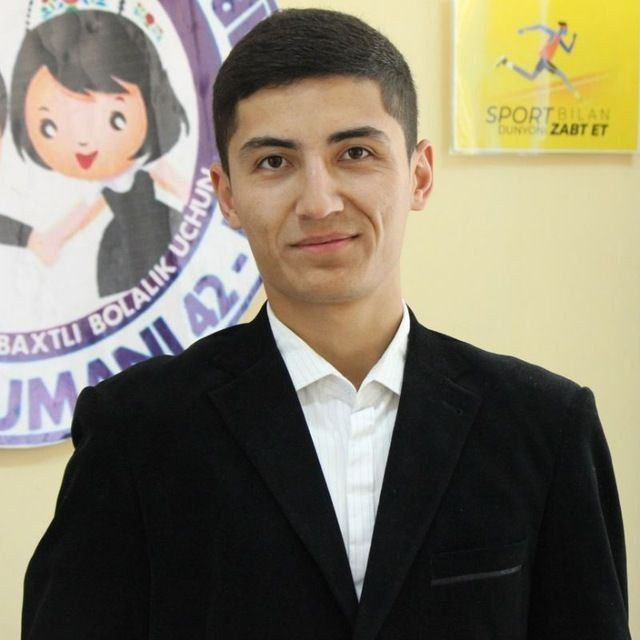 BAXTLI BOLALIK UCHUN
UMANI 42 -
SPORT BILAN
DUNYONI ZABT ET